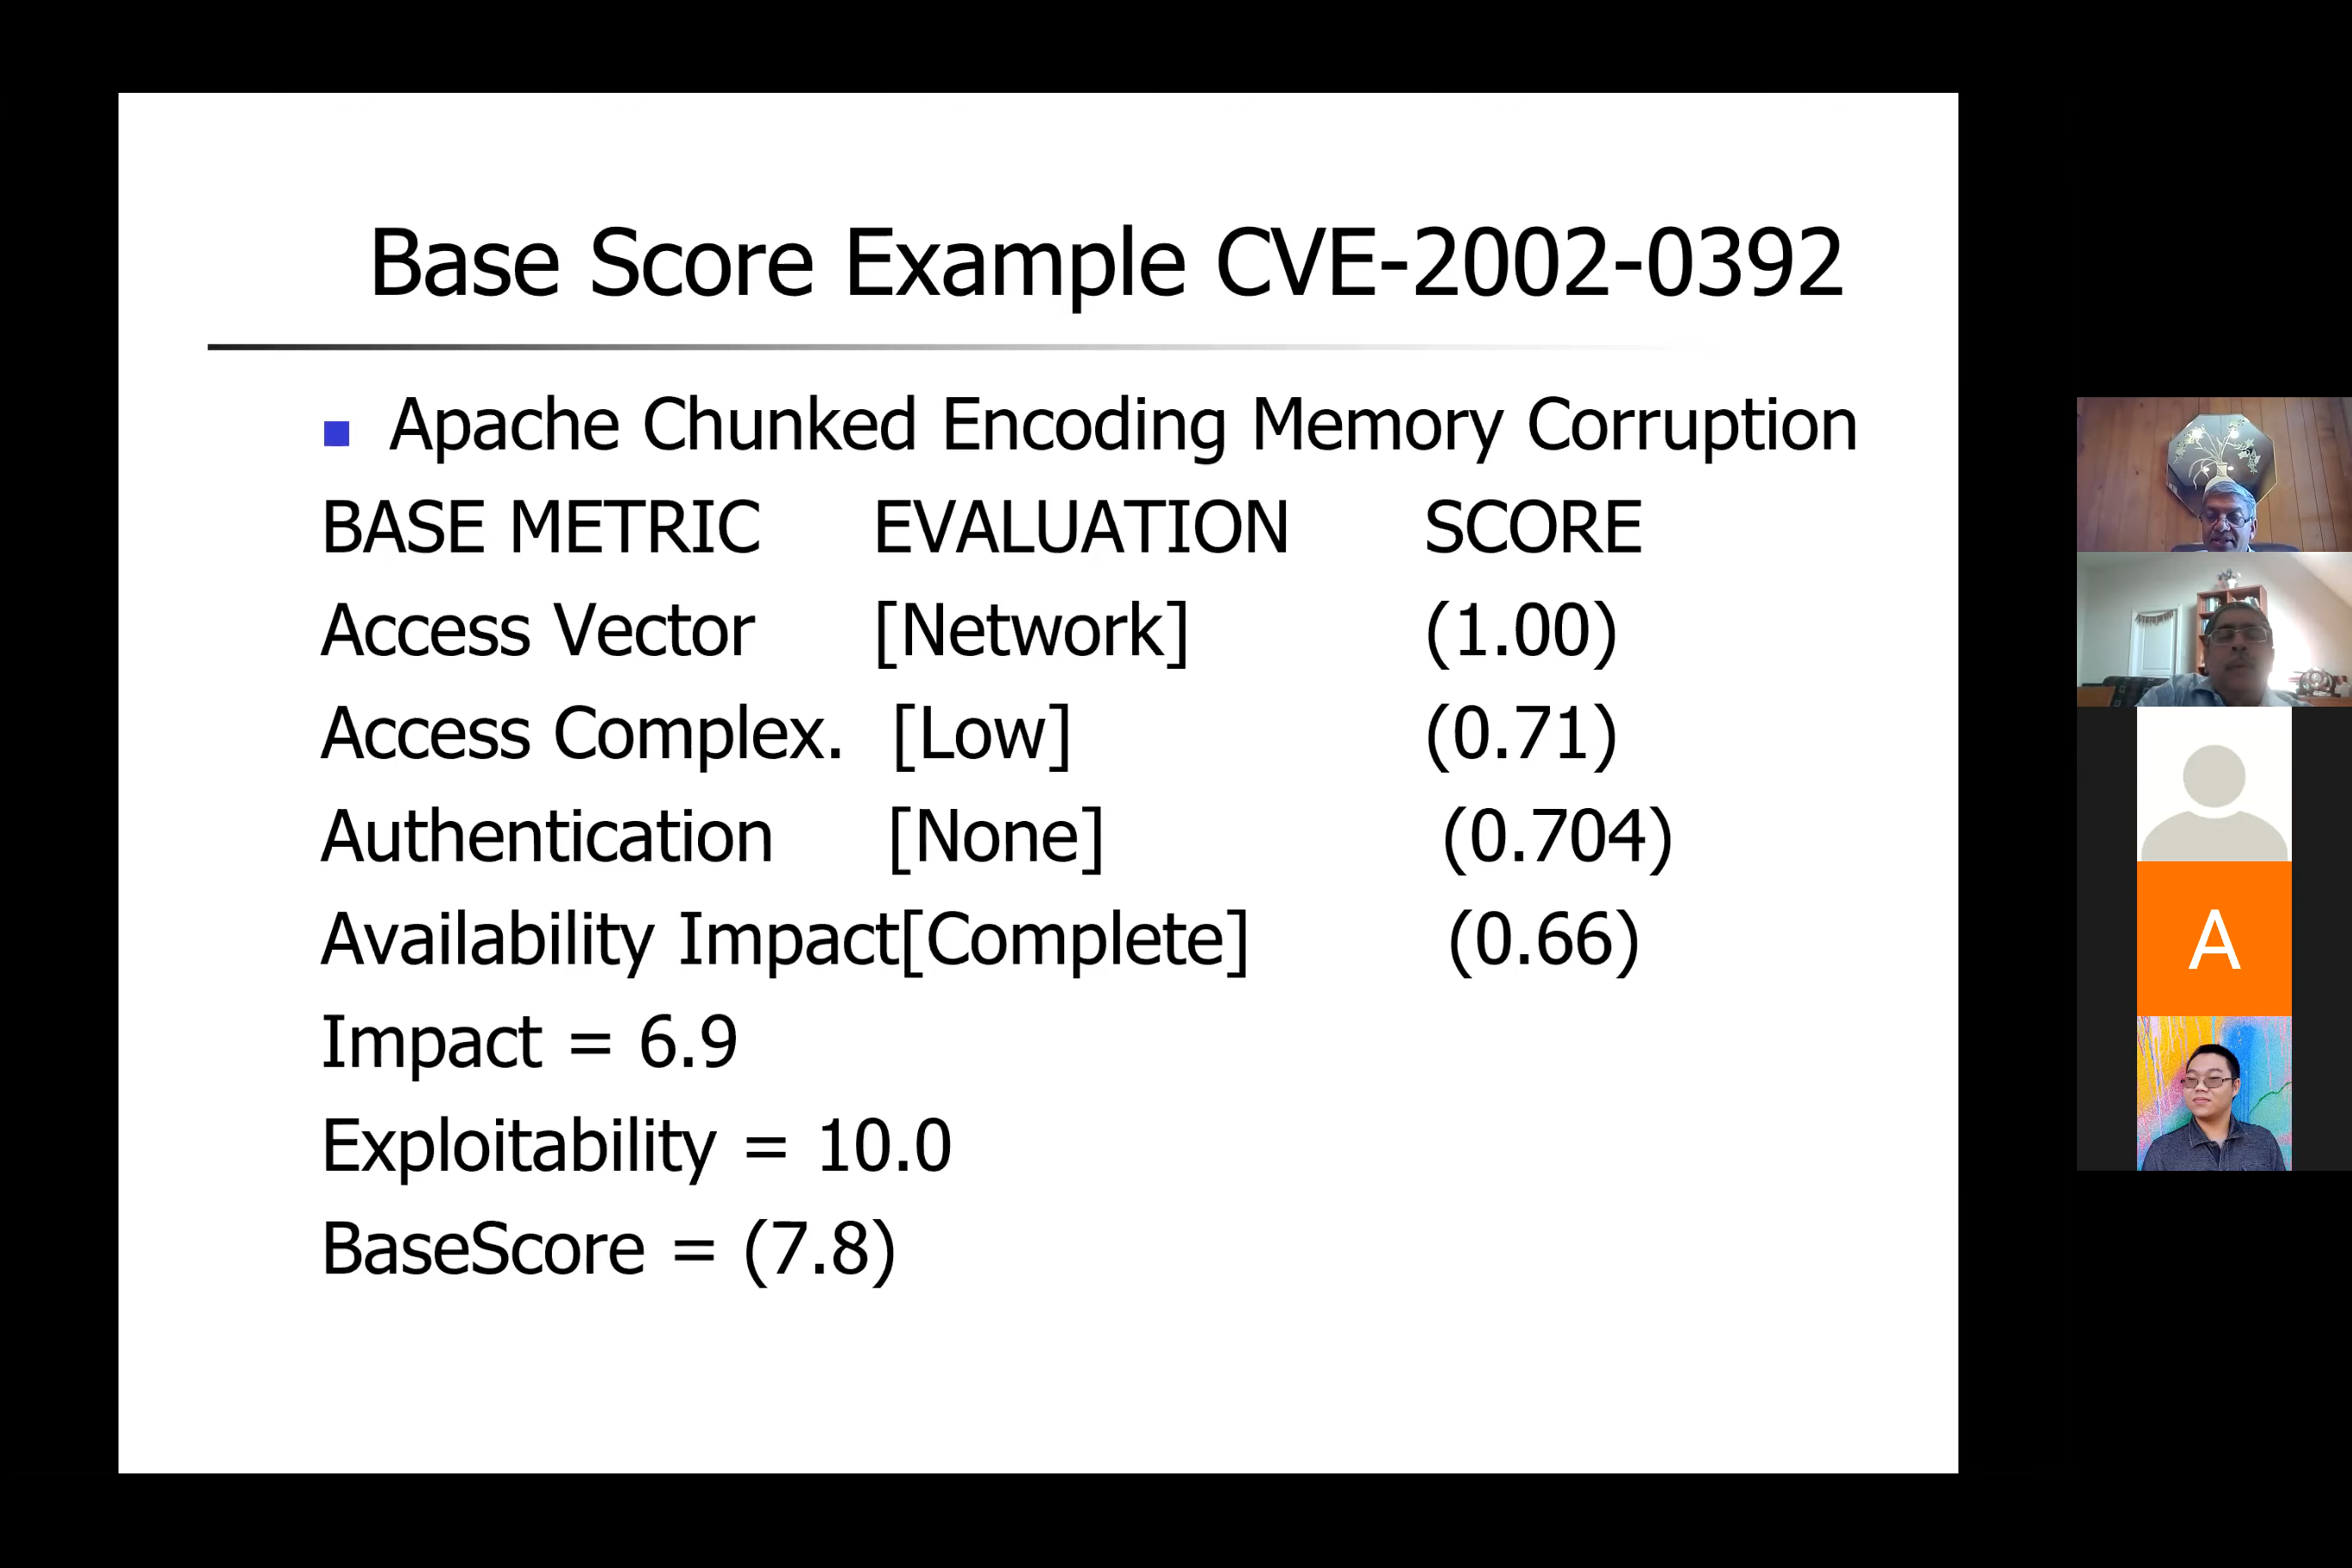 Base Score Example CVE-2002-0392
Apache Chunked Encoding Memory Corruption
BASE METRIC EVALUATION SCORE
Access Vector [Network] (1.00)
Access Complex. [Low] (0.71)
Authentication [None] (0.704)
Availability Impact[Complete] (0.66)
Impact = 6.9
Exploitability = 10.0
BaseScore = (7.8)
A